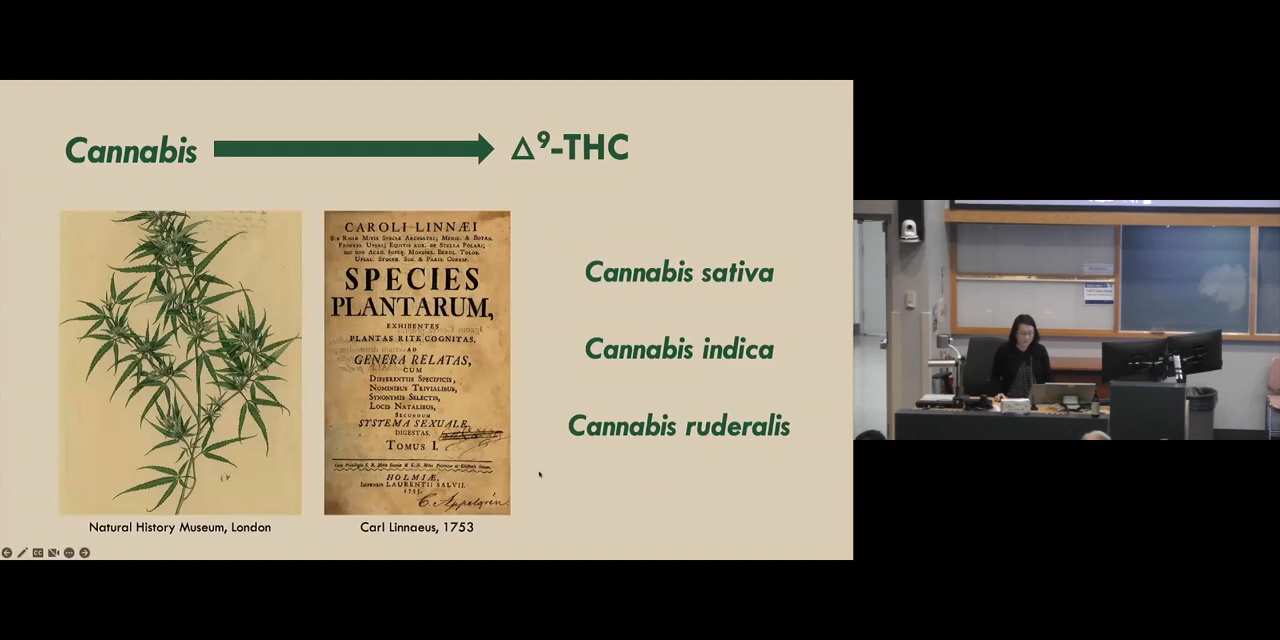 Cannabis
Δ⁹-THC
CAROLI LINNÆI
SPECIES
PLANTARUM,
EXHIBENTES
PLANTAS RITE COGNITAS,
AD
GENERA RELATAS,
CUM
DIFFERENTIIS SPECIFICIS,
NOMINIBUS TRIVIALIBUS,
SYNONYMIS SELECTIS,
LOCIS NATALIBUS,
SECUNDUM
SYSTEMA SEXUALE
DIGESTAS.
TOMUS I.
HOLMIÆ,
IMPENSIS LAURENTII SALVII.
1753.
Natural History Museum, London
Carl Linnaeus, 1753
Cannabis sativa
Cannabis indica
Cannabis ruderalis